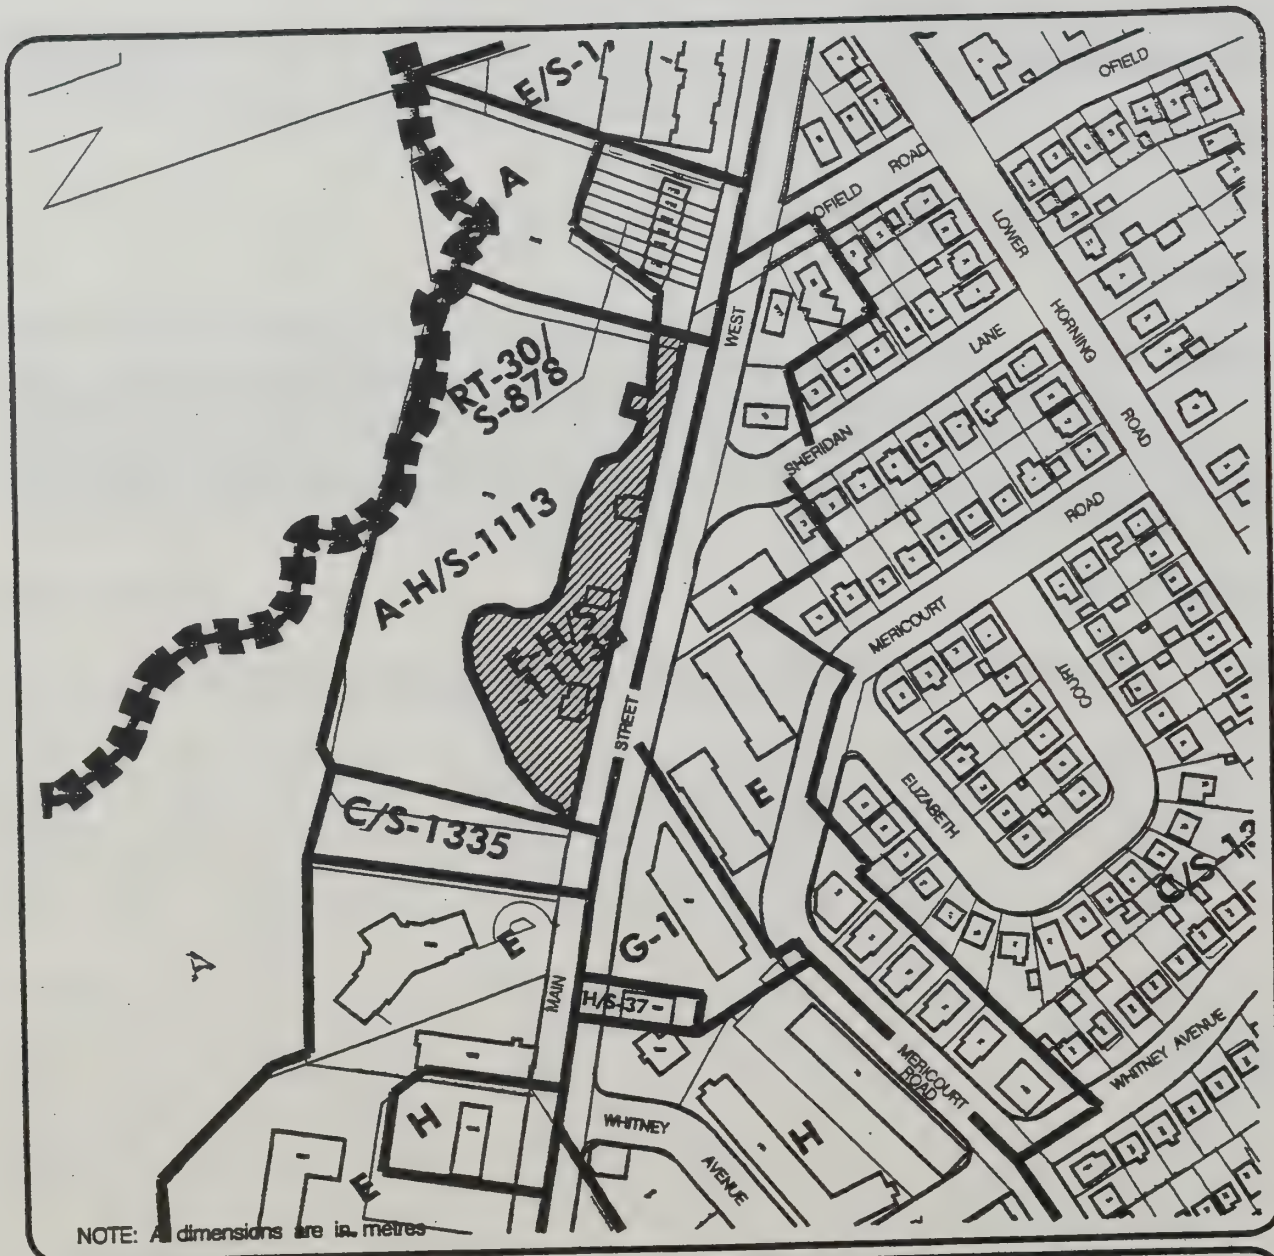 E/S-1
OFIELD
A
ROAD
OFIELD
LOWER
WEST
HORNING
LANE
RT-30/
S-878
ROAD
SHERIDAN
A-H/S-1113
ROAD
MERICOURT
COURT
STREET
E
ELIZABETH
C/S-1335
C/S-13
G-1
E
A
MAIN
H/S-37
MERICOURT
ROAD
WHITNEY AVENUE
H
WHITNEY
AVENUE
H
E
NOTE: A dimensions are in metres